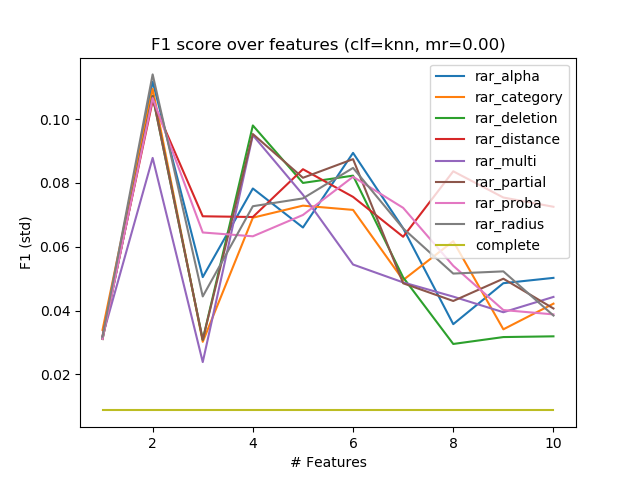 F1 score over features (clf=knn, mr=0.00)
F1 (std)
0.10
0.08
0.06
0.04
0.02
rar_alpha
rar_category
rar_deletion
rar_distance
rar_multi
rar_partial
rar_proba
rar_radius
complete
2 4 6 8 10
# Features